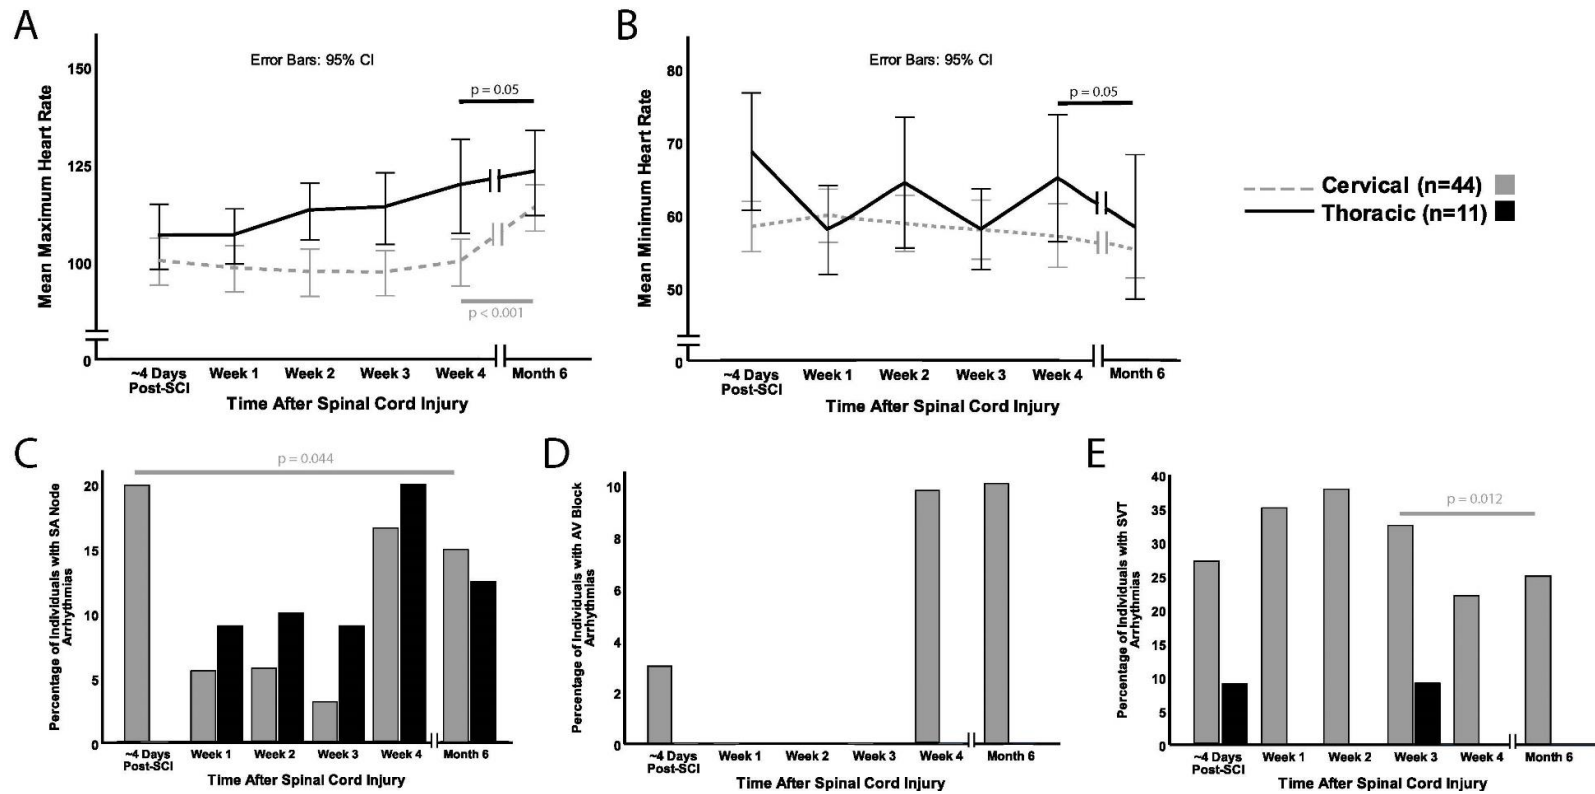 A
Mean Maximum Heart Rate
150
125
100
0
Error Bars: 95% CI
p = 0.05
p < 0.001
~4 Days
Post-SCI
Week 1
Week 2
Week 3
Week 4
Month 6
Time After Spinal Cord Injury
B
Mean Minimum Heart Rate
80
70
60
50
0
Error Bars: 95% CI
p = 0.05
~4 Days
Post-SCI
Week 1
Week 2
Week 3
Week 4
Month 6
Time After Spinal Cord Injury
Cervical (n=44)
Thoracic (n=11)
C
Percentage of Individuals with SA Node
Arrhythmias
20
15
10
5
0
p = 0.044
~4 Days
Post-SCI
Week 1
Week 2
Week 3
Week 4
Month 6
Time After Spinal Cord Injury
D
Percentage of Individuals with AV Block
Arrhythmias
10
8
6
4
2
0
~4 Days
Post-SCI
Week 1
Week 2
Week 3
Week 4
Month 6
Time After Spinal Cord Injury
E
Percentage of Individuals with SVT
Arrhythmias
40
35
30
25
20
15
10
5
0
p = 0.012
~4 Days
Post-SCI
Week 1
Week 2
Week 3
Week 4
Month 6
Time After Spinal Cord Injury